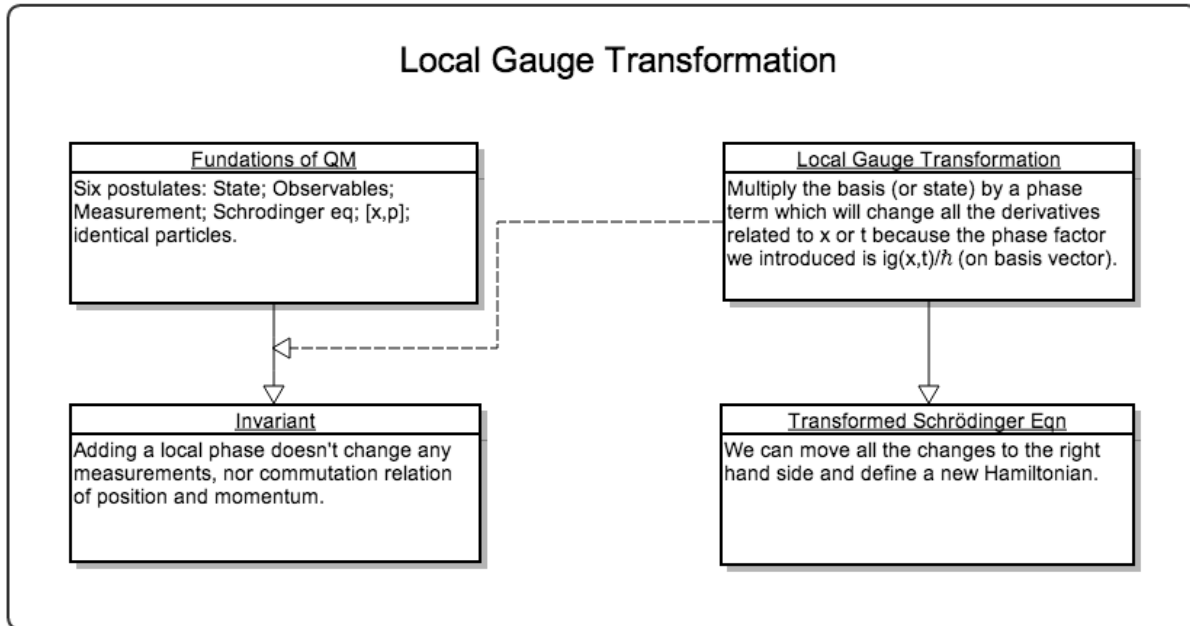 Local Gauge Transformation
Fundations of QM
Six postulates: State; Observables;
Measurement; Schrodinger eq; [x,p];
identical particles.
Local Gauge Transformation
Multiply the basis (or state) by a phase
term which will change all the derivatives
related to x or t because the phase factor
we introduced is ig(x,t)/ℏ (on basis vector).
Invariant
Adding a local phase doesn't change any
measurements, nor commutation relation
of position and momentum.
Transformed Schrödinger Eqn
We can move all the changes to the right
hand side and define a new Hamiltonian.